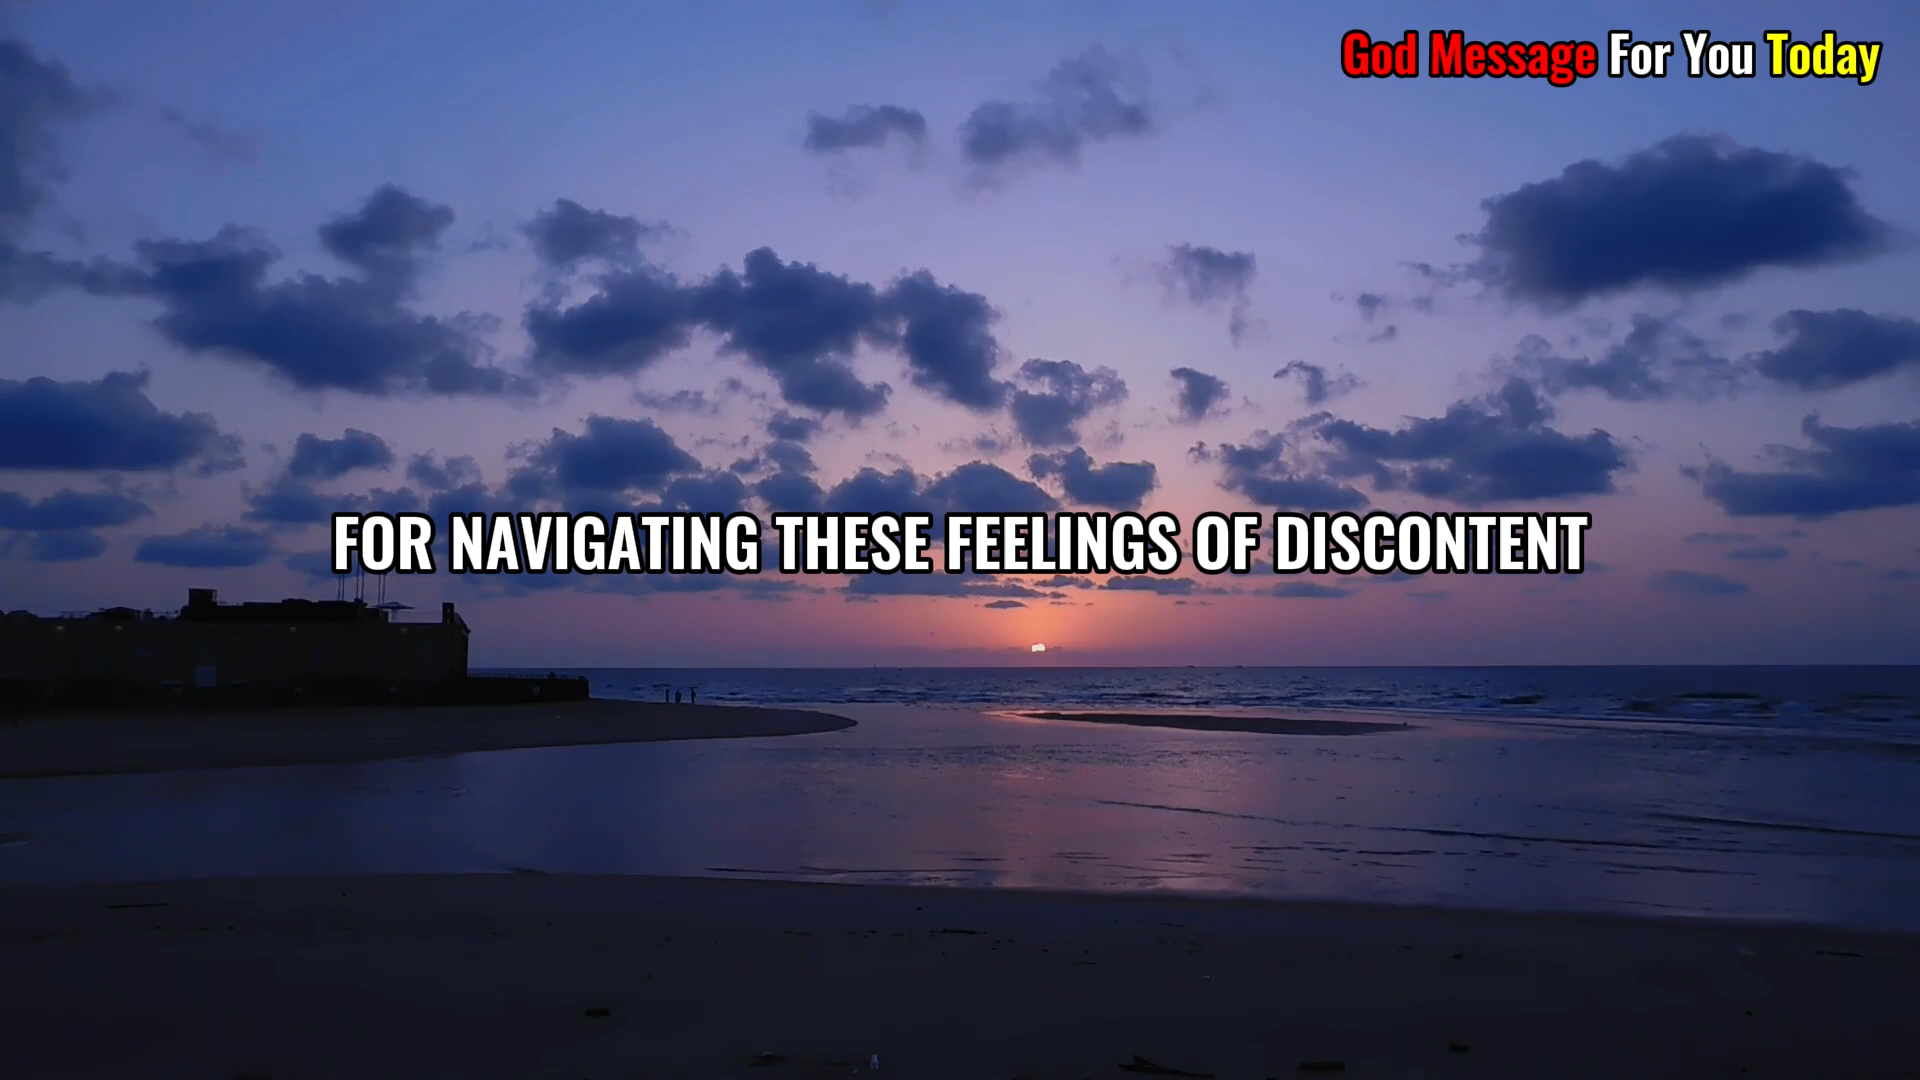 God Message For You Today
FOR NAVIGATING THESE FEELINGS OF DISCONTENT